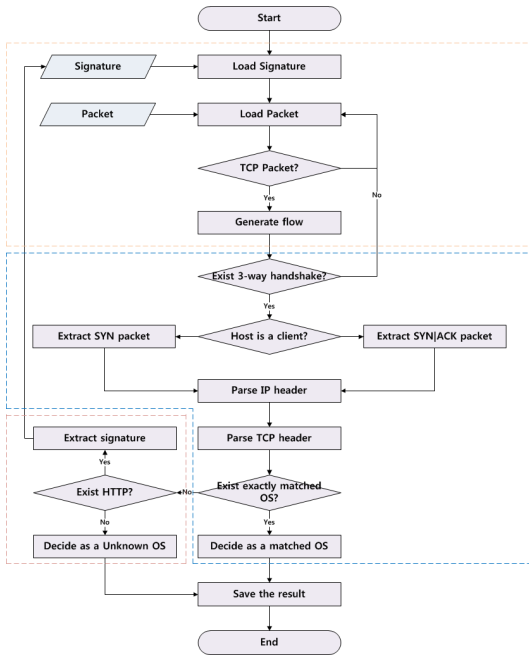 Start
Signature
Load Signature
Packet
Load Packet
TCP Packet?
No
Yes
Generate flow
Exist 3-way handshake?
Yes
Extract SYN packet
Host is a client?
Extract SYN|ACK packet
Parse IP header
Extract signature
Parse TCP header
Yes
Exist HTTP?
No
Exist exactly matched
OS?
No
Yes
Decide as a Unknown OS
Decide as a matched OS
Save the result
End